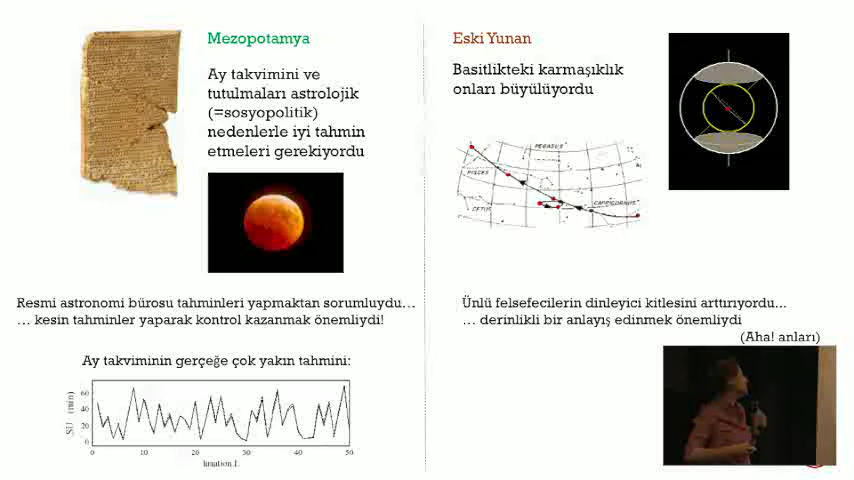 Mezopotamya
Ay takvimini ve
tutulmaları astrolojik
(=sosyopolitik)
nedenlerle iyi tahmin
etmeleri gerekiyordu
Resmi astronomi bürosu tahminleri yapmaktan sorumluydu...
... kesin tahminler yaparak kontrol kazanmak önemliydi!
Ay takviminin gerçeğe çok yakın tahmini:
SU (min)
60
40
20
0
0 10 20 30 40 50
lunation L
Eski Yunan
Basitlikteki karmaşıklık
onları büyülüyordu
PEGASUS
PISCES
CETUS
CAPRICORNUS
Ünlü felsefecilerin dinleyici kitlesini arttırıyordu...
... derinlikli bir anlayış edinmek önemliydi
(Aha! anları)